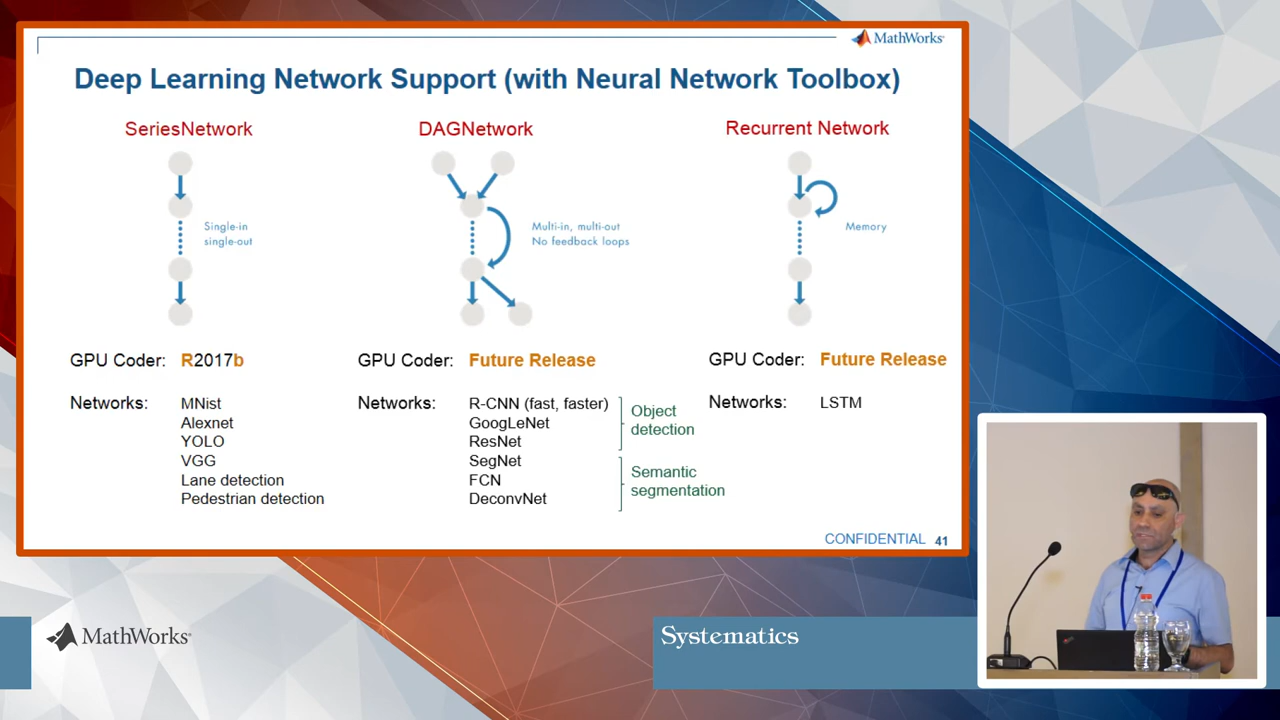 MathWorks®
Deep Learning Network Support (with Neural Network Toolbox)
SeriesNetwork
Single-in
single-out
GPU Coder: R2017b
Networks: MNist
Alexnet
YOLO
VGG
Lane detection
Pedestrian detection
DAGNetwork
Multi-in, multi-out
No feedback loops
GPU Coder: Future Release
Networks: R-CNN (fast, faster)
GoogLeNet
ResNet
SegNet
FCN
DeconvNet
Object
detection
Semantic
segmentation
Recurrent Network
Memory
GPU Coder: Future Release
Networks: LSTM
CONFIDENTIAL 41
MathWorks®
Systematics